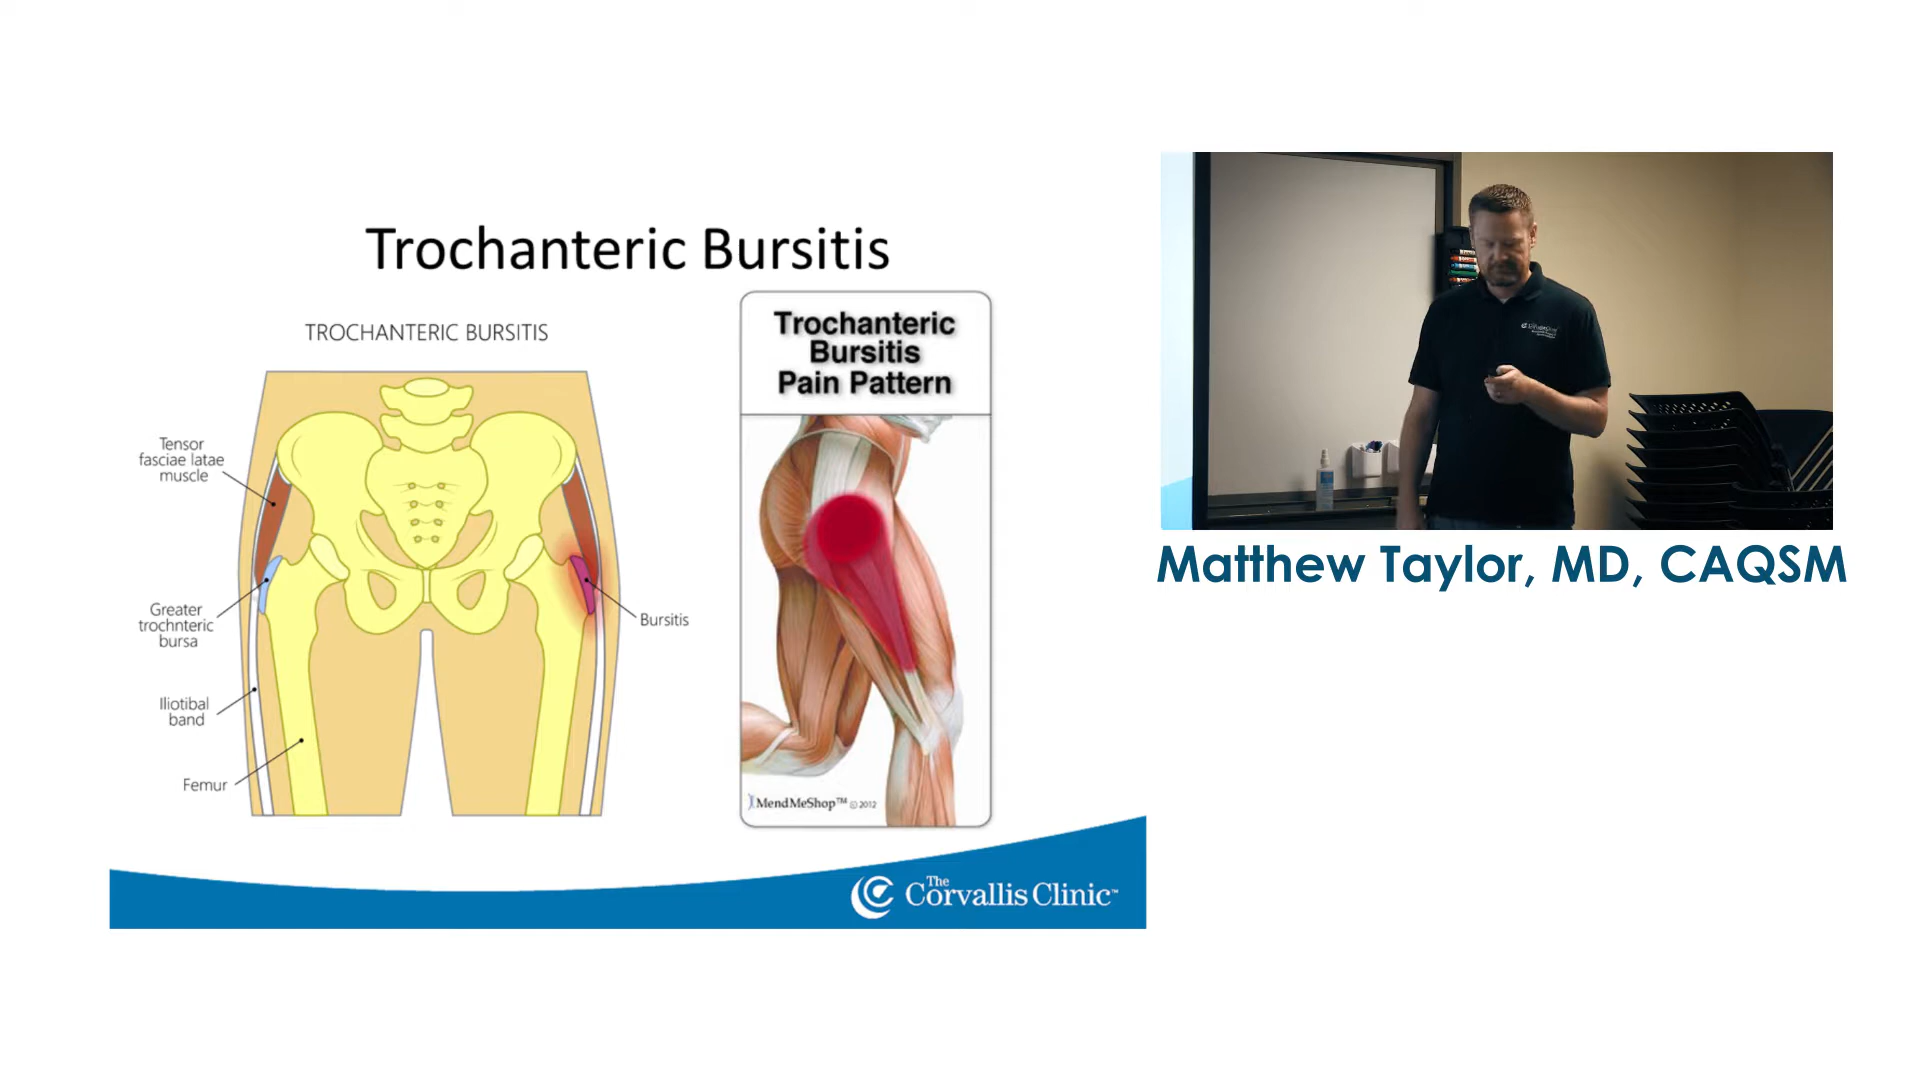 Trochanteric Bursitis
TROCHANTERIC BURSITIS
Tensor
fasciae latae
muscle
Greater
trochnteric
bursa
Iliotibal
band
Femur
Bursitis
Trochanteric
Bursitis
Pain Pattern
MendMeShop™ © 2012
The
Corvallis Clinic™
Matthew Taylor, MD, CAQSM